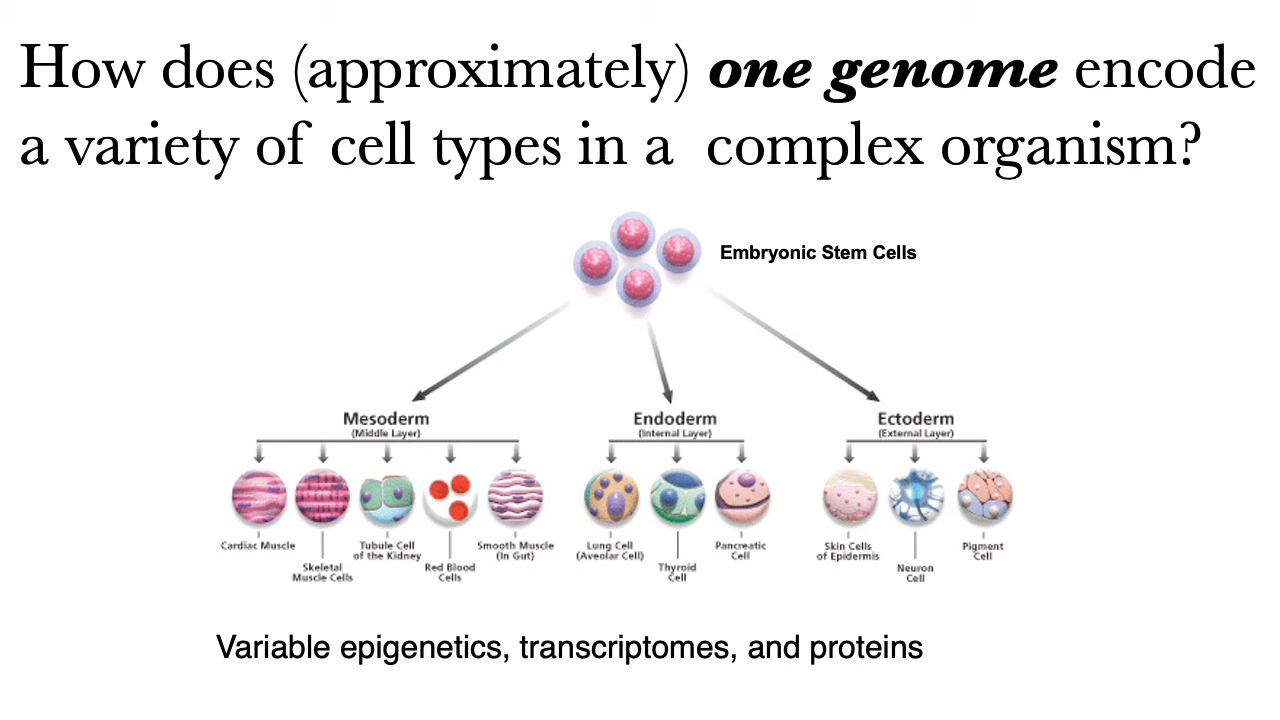 How does (approximately) one genome encode
a variety of cell types in a complex organism?
Embryonic Stem Cells
Mesoderm
(Middle Layer)
Endoderm
(Internal Layer)
Ectoderm
(External Layer)
Cardiac Muscle
Skeletal
Muscle Cells
Tubule Cell
of the Kidney
Red Blood
Cells
Smooth Muscle
(In Gut)
Lung Cell
(Aveolar Cell)
Thyroid
Cell
Pancreatic
Cell
Skin Cells
of Epidermis
Neuron
Cell
Pigment
Cell
Variable epigenetics, transcriptomes, and proteins